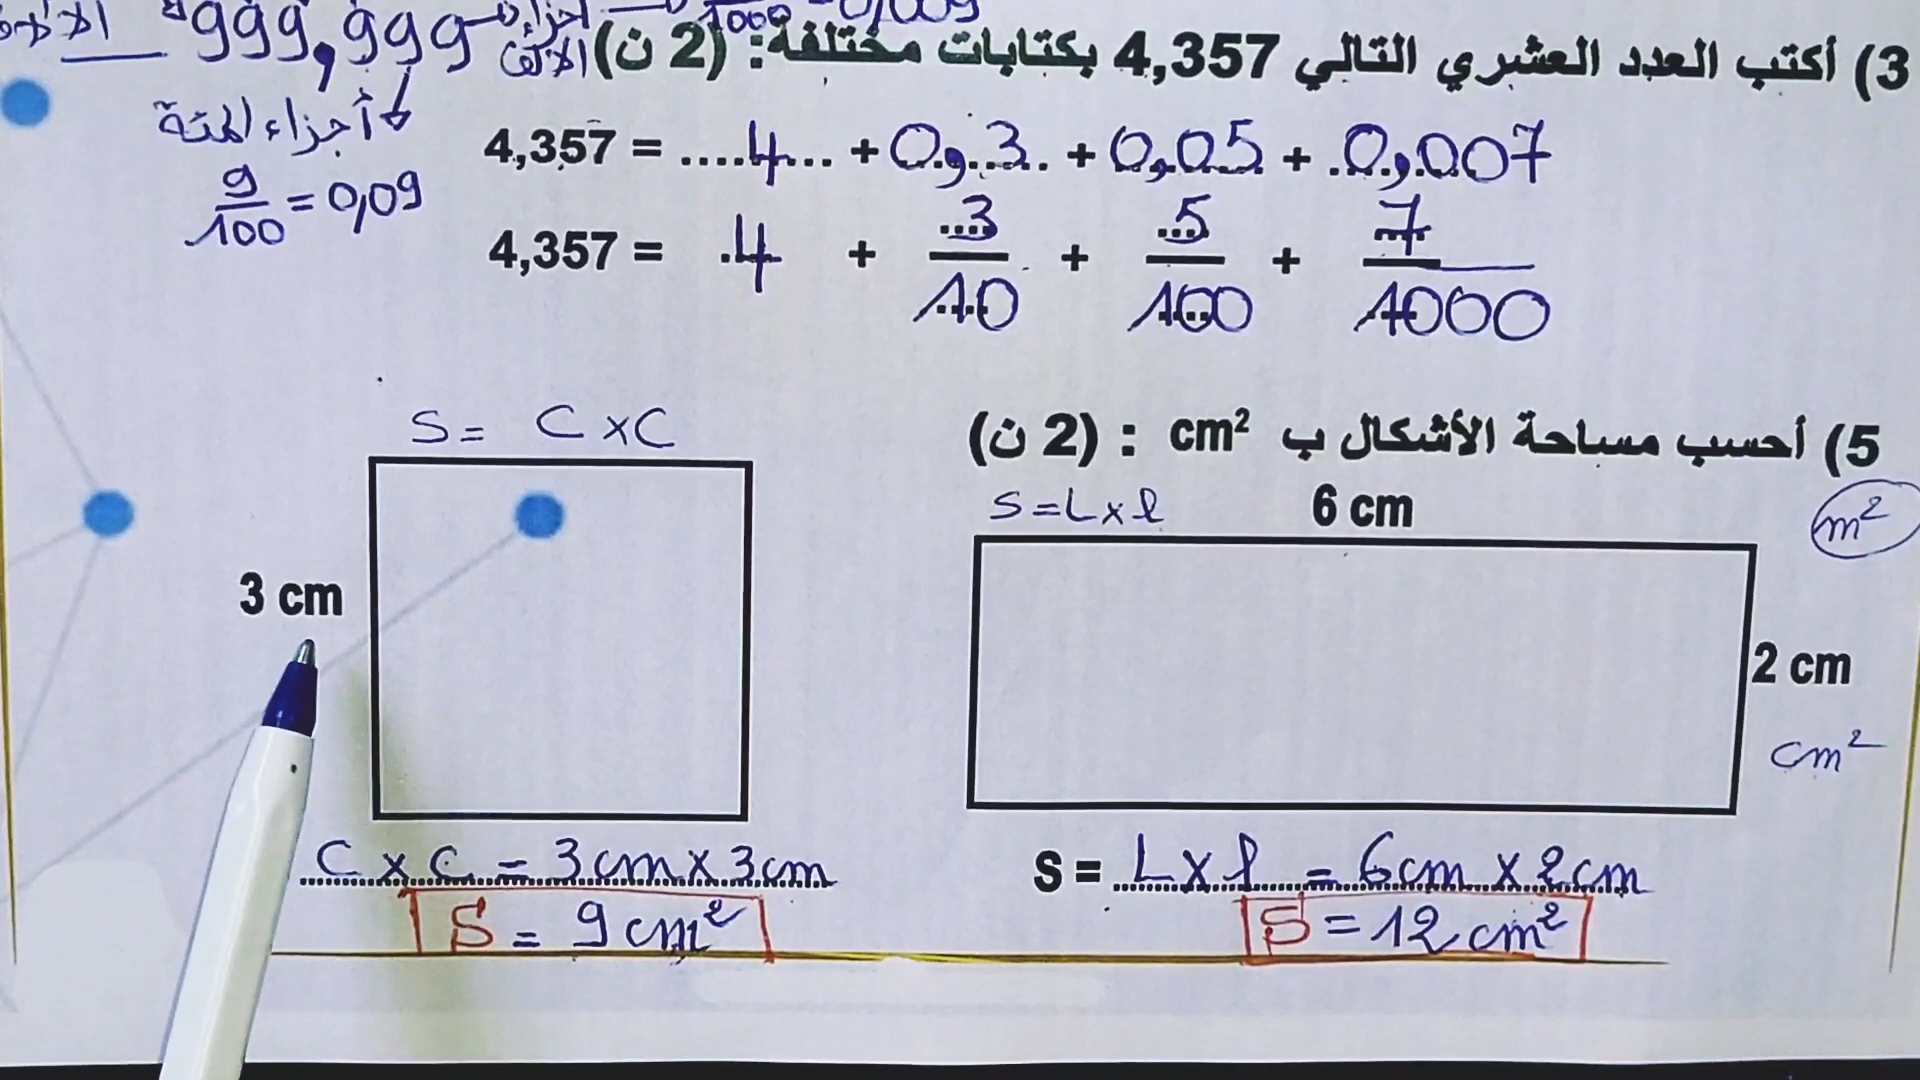 999,999 أجزاء الألف
3) أكتب العدد العشري التالي 4,357 بكتابات مختلفة: (2 ن)
أجزاء المئة
9/100 = 0,09
4,357 = ....4... + 0,3 + 0,05 + 0,007
4,357 = 4 + 3/10 + 5/100 + 7/1000
5) أحسب مساحة الأشكال ب cm² : (2 ن)
S = C x C
S = L x l
6 cm
m²
3 cm
2 cm
cm²
C x C = 3 cm x 3 cm
S = 9 cm²
S = L x l = 6 cm x 2 cm
S = 12 cm²